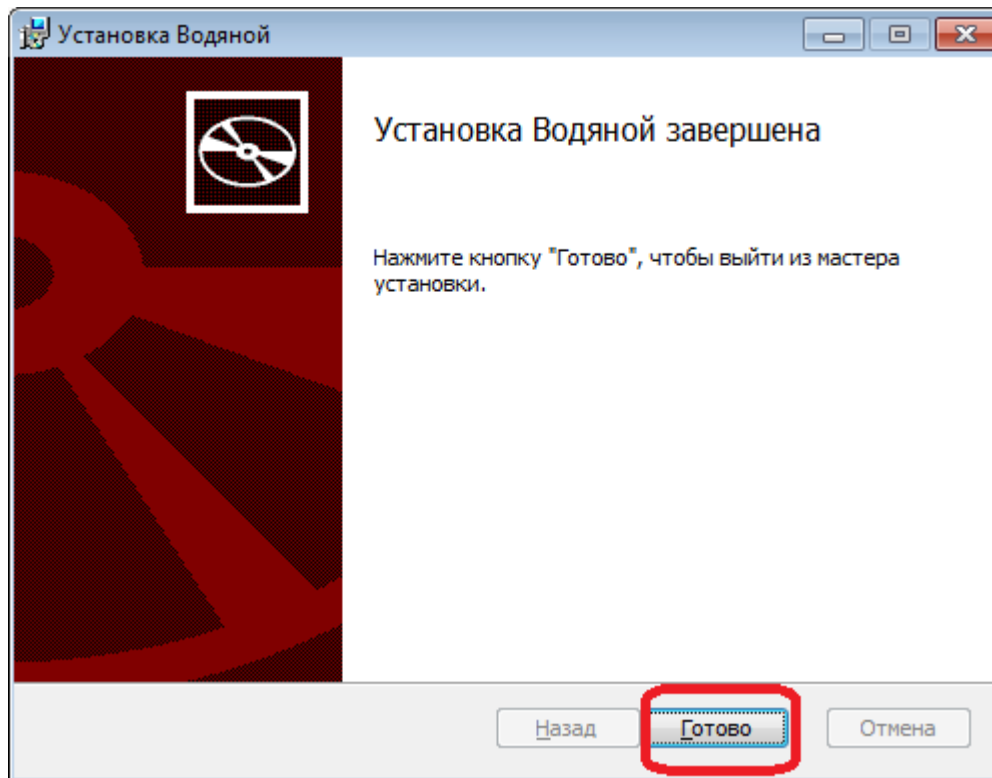 Установка Водяной
Установка Водяной завершена
Нажмите кнопку "Готово", чтобы выйти из мастера
установки.
Назад Готово Отмена